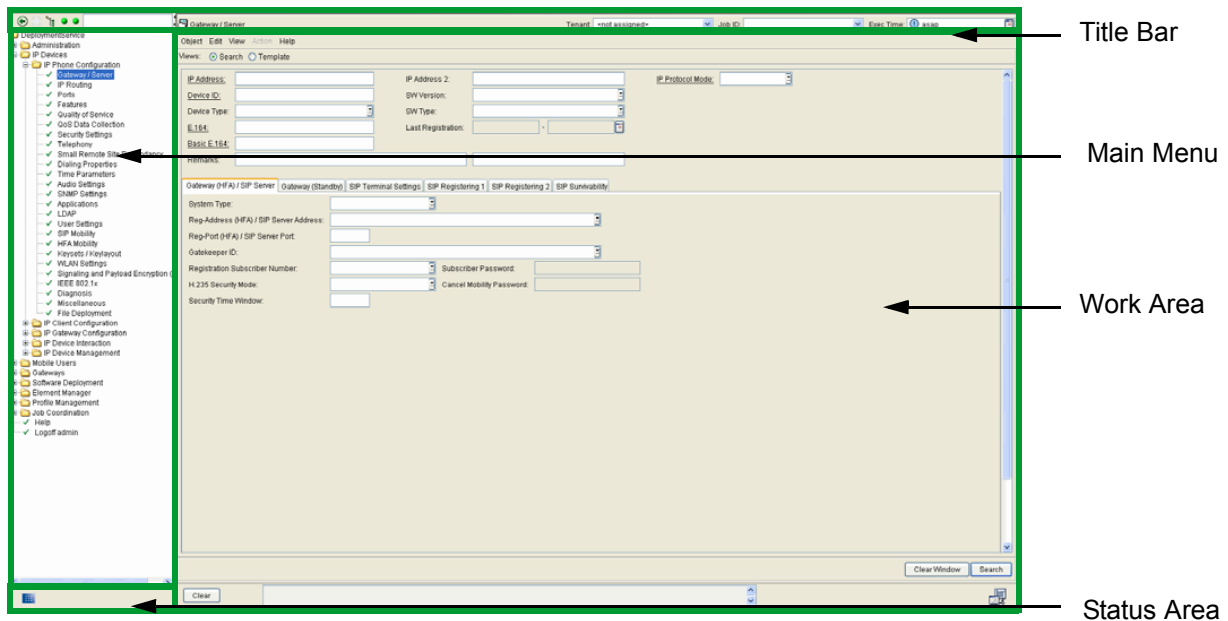 Gateway / Server
Tenant: <not assigned>
Job ID:
Exec Time: asap
Title Bar
DeploymentService
Administration
IP Devices
IP Phone Configuration
Gateway / Server
IP Routing
Ports
Features
Quality of Service
QoS Data Collection
Security Settings
Telephony
Small Remote Site
Dialing Properties
Time Parameters
Audio Settings
SNMP Settings
Applications
LDAP
User Settings
SIP Mobility
HFA Mobility
Keysets / Keylayout
WLAN Settings
Signaling and Payload Encryption (
IEEE 802.1x
Diagnosis
Miscellaneous
File Deployment
IP Client Configuration
IP Gateway Configuration
IP Device Interaction
IP Device Management
Mobile Users
Gateways
Software Deployment
Element Manager
Profile Management
Job Coordination
Help
Logoff admin
Main Menu
Object Edit View Action Help
Views: Search Template
IP Address: IP Address 2: IP Protocol Mode:
Device ID: SW Version:
Device Type: SW Type:
E.164: Last Registration: -
Basic E.164:
Remarks:
Gateway (HFA) / SIP Server Gateway (Standby) SIP Terminal Settings SIP Registering 1 SIP Registering 2 SIP Survivability
System Type:
Reg-Address (HFA) / SIP Server Address:
Reg-Port (HFA) / SIP Server Port:
Gatekeeper ID:
Registration Subscriber Number: Subscriber Password:
H.235 Security Mode: Cancel Mobility Password:
Security Time Window:
Work Area
Clear Window Search
Clear
Status Area